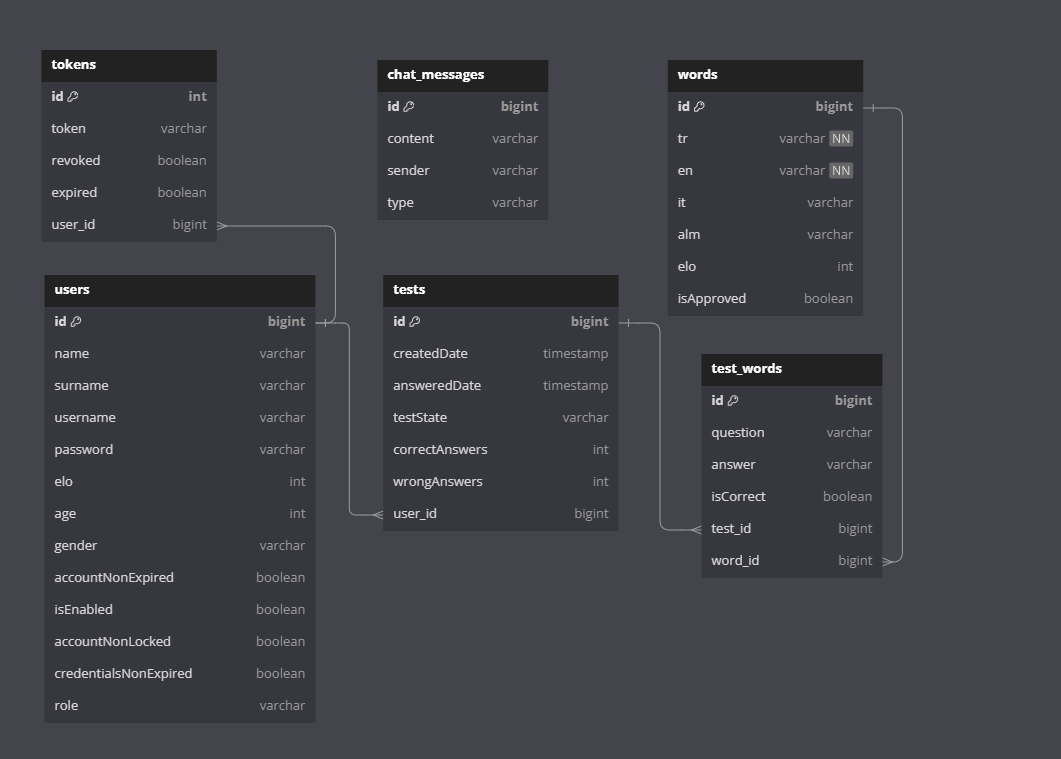 tokens
id int
token varchar
revoked boolean
expired boolean
user_id bigint
chat_messages
id bigint
content varchar
sender varchar
type varchar
words
id bigint
tr varchar NN
en varchar NN
it varchar
alm varchar
elo int
isApproved boolean
users
id bigint
name varchar
surname varchar
username varchar
password varchar
elo int
age int
gender varchar
accountNonExpired boolean
isEnabled boolean
accountNonLocked boolean
credentialsNonExpired boolean
role varchar
tests
id bigint
createdDate timestamp
answeredDate timestamp
testState varchar
correctAnswers int
wrongAnswers int
user_id bigint
test_words
id bigint
question varchar
answer varchar
isCorrect boolean
test_id bigint
word_id bigint